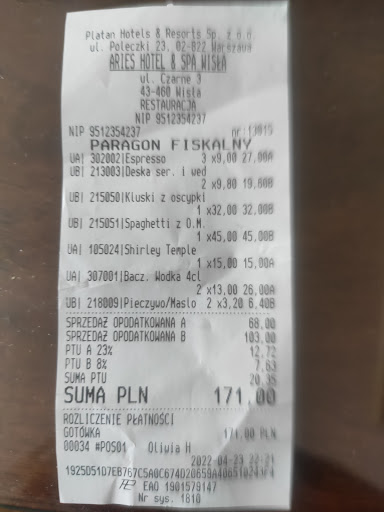 Platan Hotels & Resorts Sp. z o.o.
ul. Poleczki 23, 02-822 Warszawa
ARIES HOTEL & SPA WISŁA
ul. Czarne 3
43-460 Wisła
RESTAURACJA
NIP 9512354237
NIP 9512354237 nr:13015
PARAGON FISKALNY
UA| 302002|Espresso 3 x9,00 27,00A
UB| 213003|Deska ser. i wed
2 x9,80 19,60B
UB| 215050|Kluski z oscypki
1 x32,00 32,00B
UB| 215051|Spaghetti z O.M.
1 x45,00 45,00B
UA| 105024|Shirley Temple
1 x15,00 15,00A
UA| 307001|Bacz. Wodka 4cl
2 x13,00 26,00A
UB| 218009|Pieczywo/Maslo 2 x3,20 6,40B
SPRZEDAŻ OPODATKOWANA A 68,00
SPRZEDAŻ OPODATKOWANA B 103,00
PTU A 23% 12,72
PTU B 8% 7,63
SUMA PTU 20,35
SUMA PLN 171,00
ROZLICZENIE PŁATNOŚCI
GOTÓWKA 171,00 PLN
00034 #POS01 Oliwia H
2022-04-23 22:21
EAO 1901579147
Nr sys. 1810